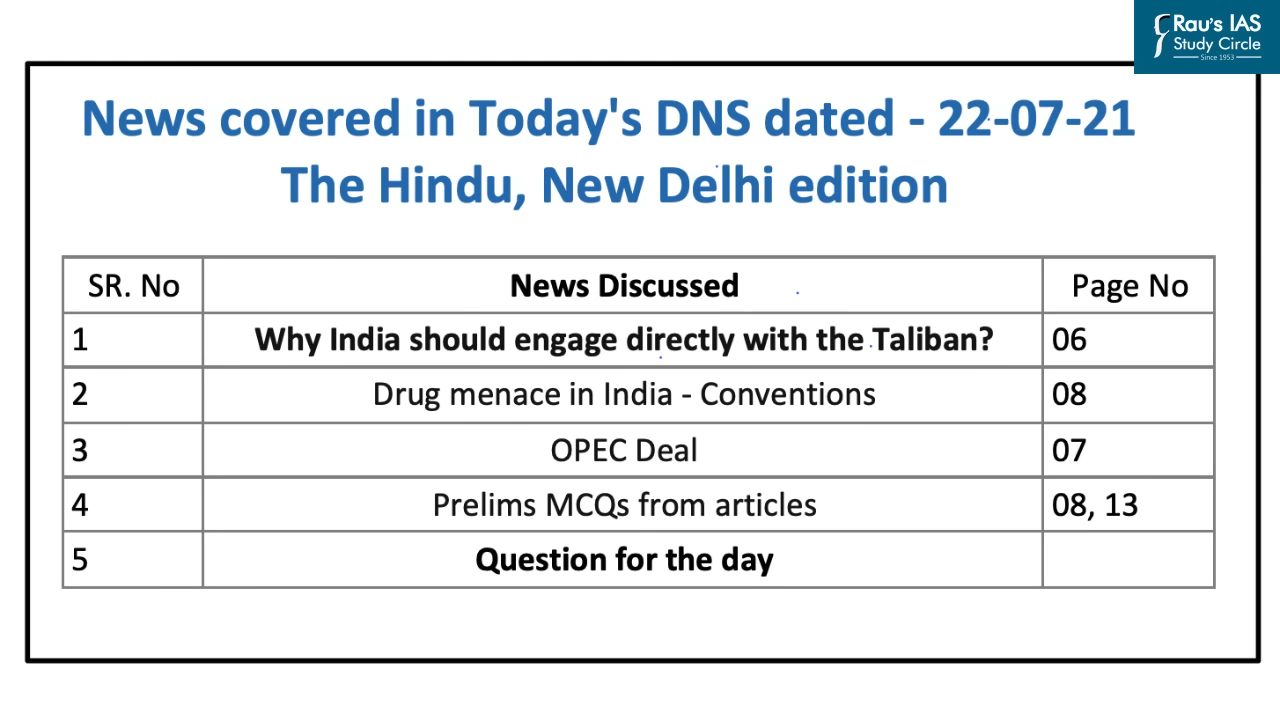 Rau's IAS
Study Circle
Since 1953
News covered in Today's DNS dated - 22-07-21
The Hindu, New Delhi edition
SR. No News Discussed Page No
1 Why India should engage directly with the Taliban? 06
2 Drug menace in India - Conventions 08
3 OPEC Deal 07
4 Prelims MCQs from articles 08, 13
5 Question for the day